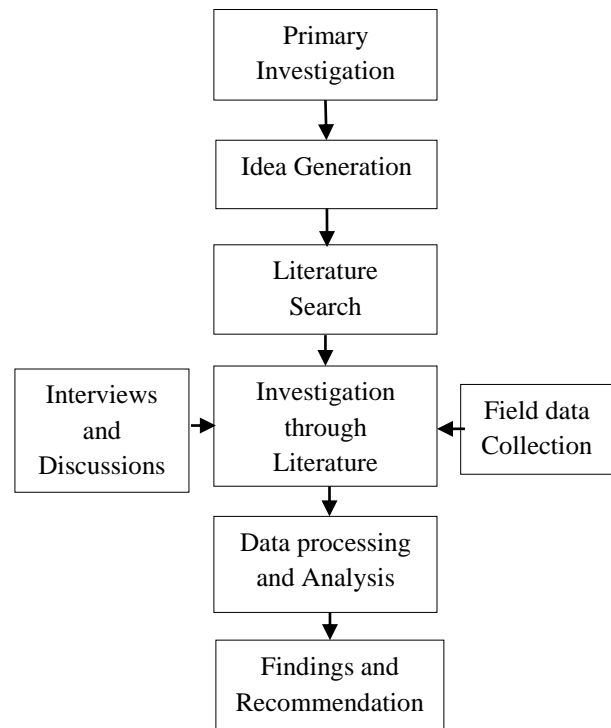 Primary
Investigation
Idea Generation
Literature
Search
Interviews
and
Discussions
Investigation
through
Literature
Field data
Collection
Data processing
and Analysis
Findings and
Recommendation